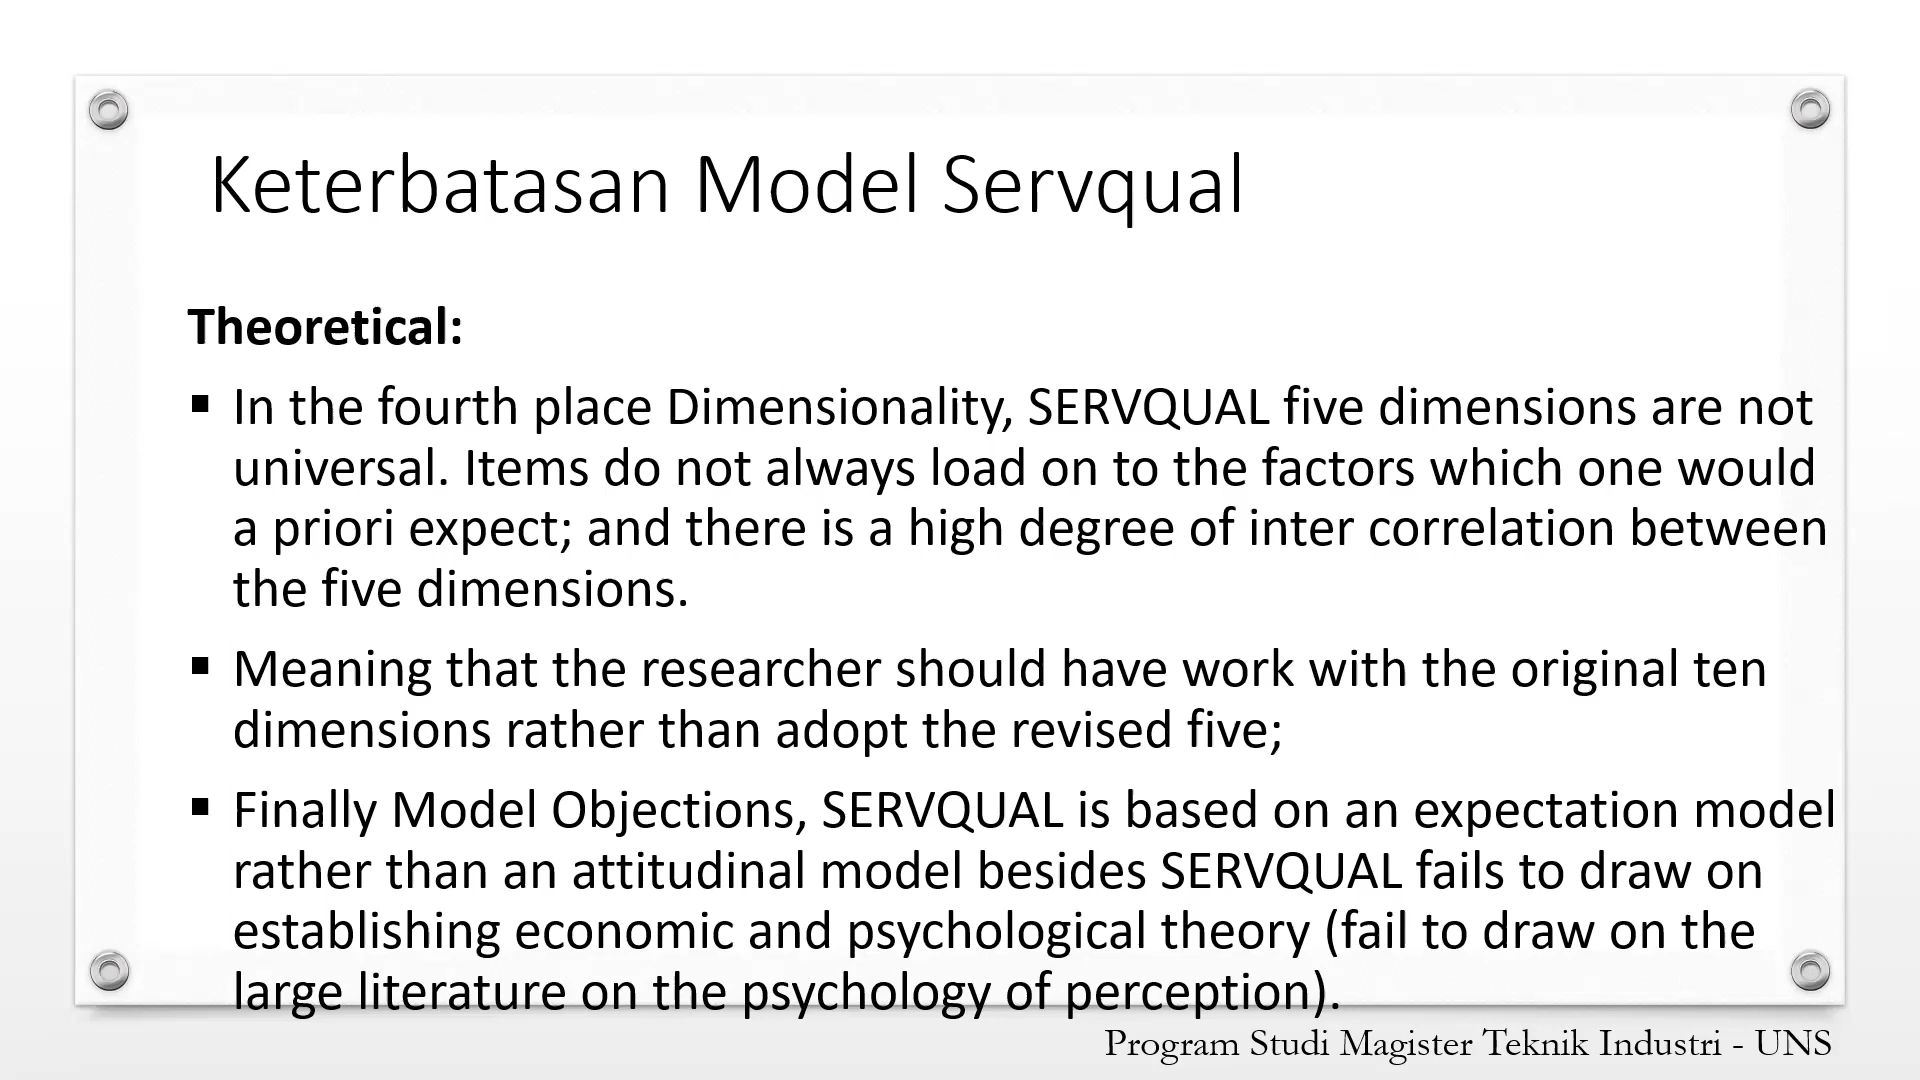 Keterbatasan Model Servqual
Theoretical:
▪ In the fourth place Dimensionality, SERVQUAL five dimensions are not
universal. Items do not always load on to the factors which one would
a priori expect; and there is a high degree of inter correlation between
the five dimensions.
▪ Meaning that the researcher should have work with the original ten
dimensions rather than adopt the revised five;
▪ Finally Model Objections, SERVQUAL is based on an expectation model
rather than an attitudinal model besides SERVQUAL fails to draw on
establishing economic and psychological theory (fail to draw on the
large literature on the psychology of perception).
Program Studi Magister Teknik Industri - UNS